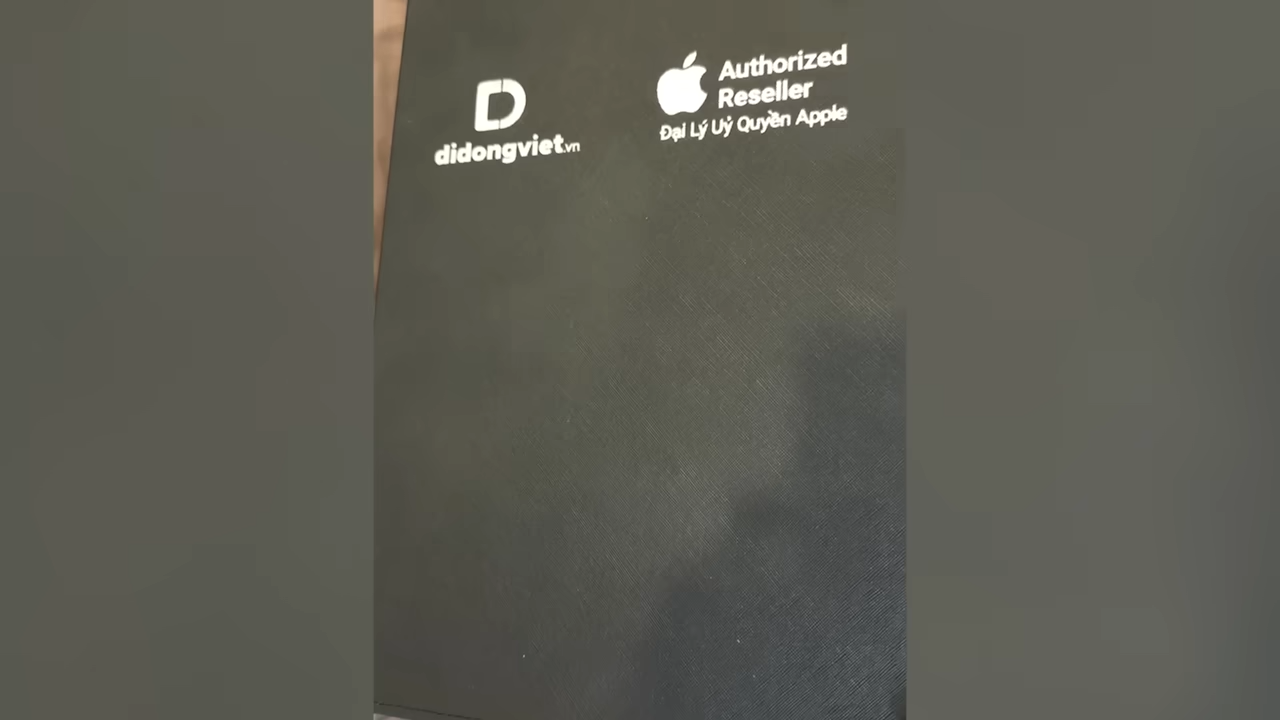 didongviet.vn
Authorized
Reseller
Đại Lý Uỷ Quyền Apple